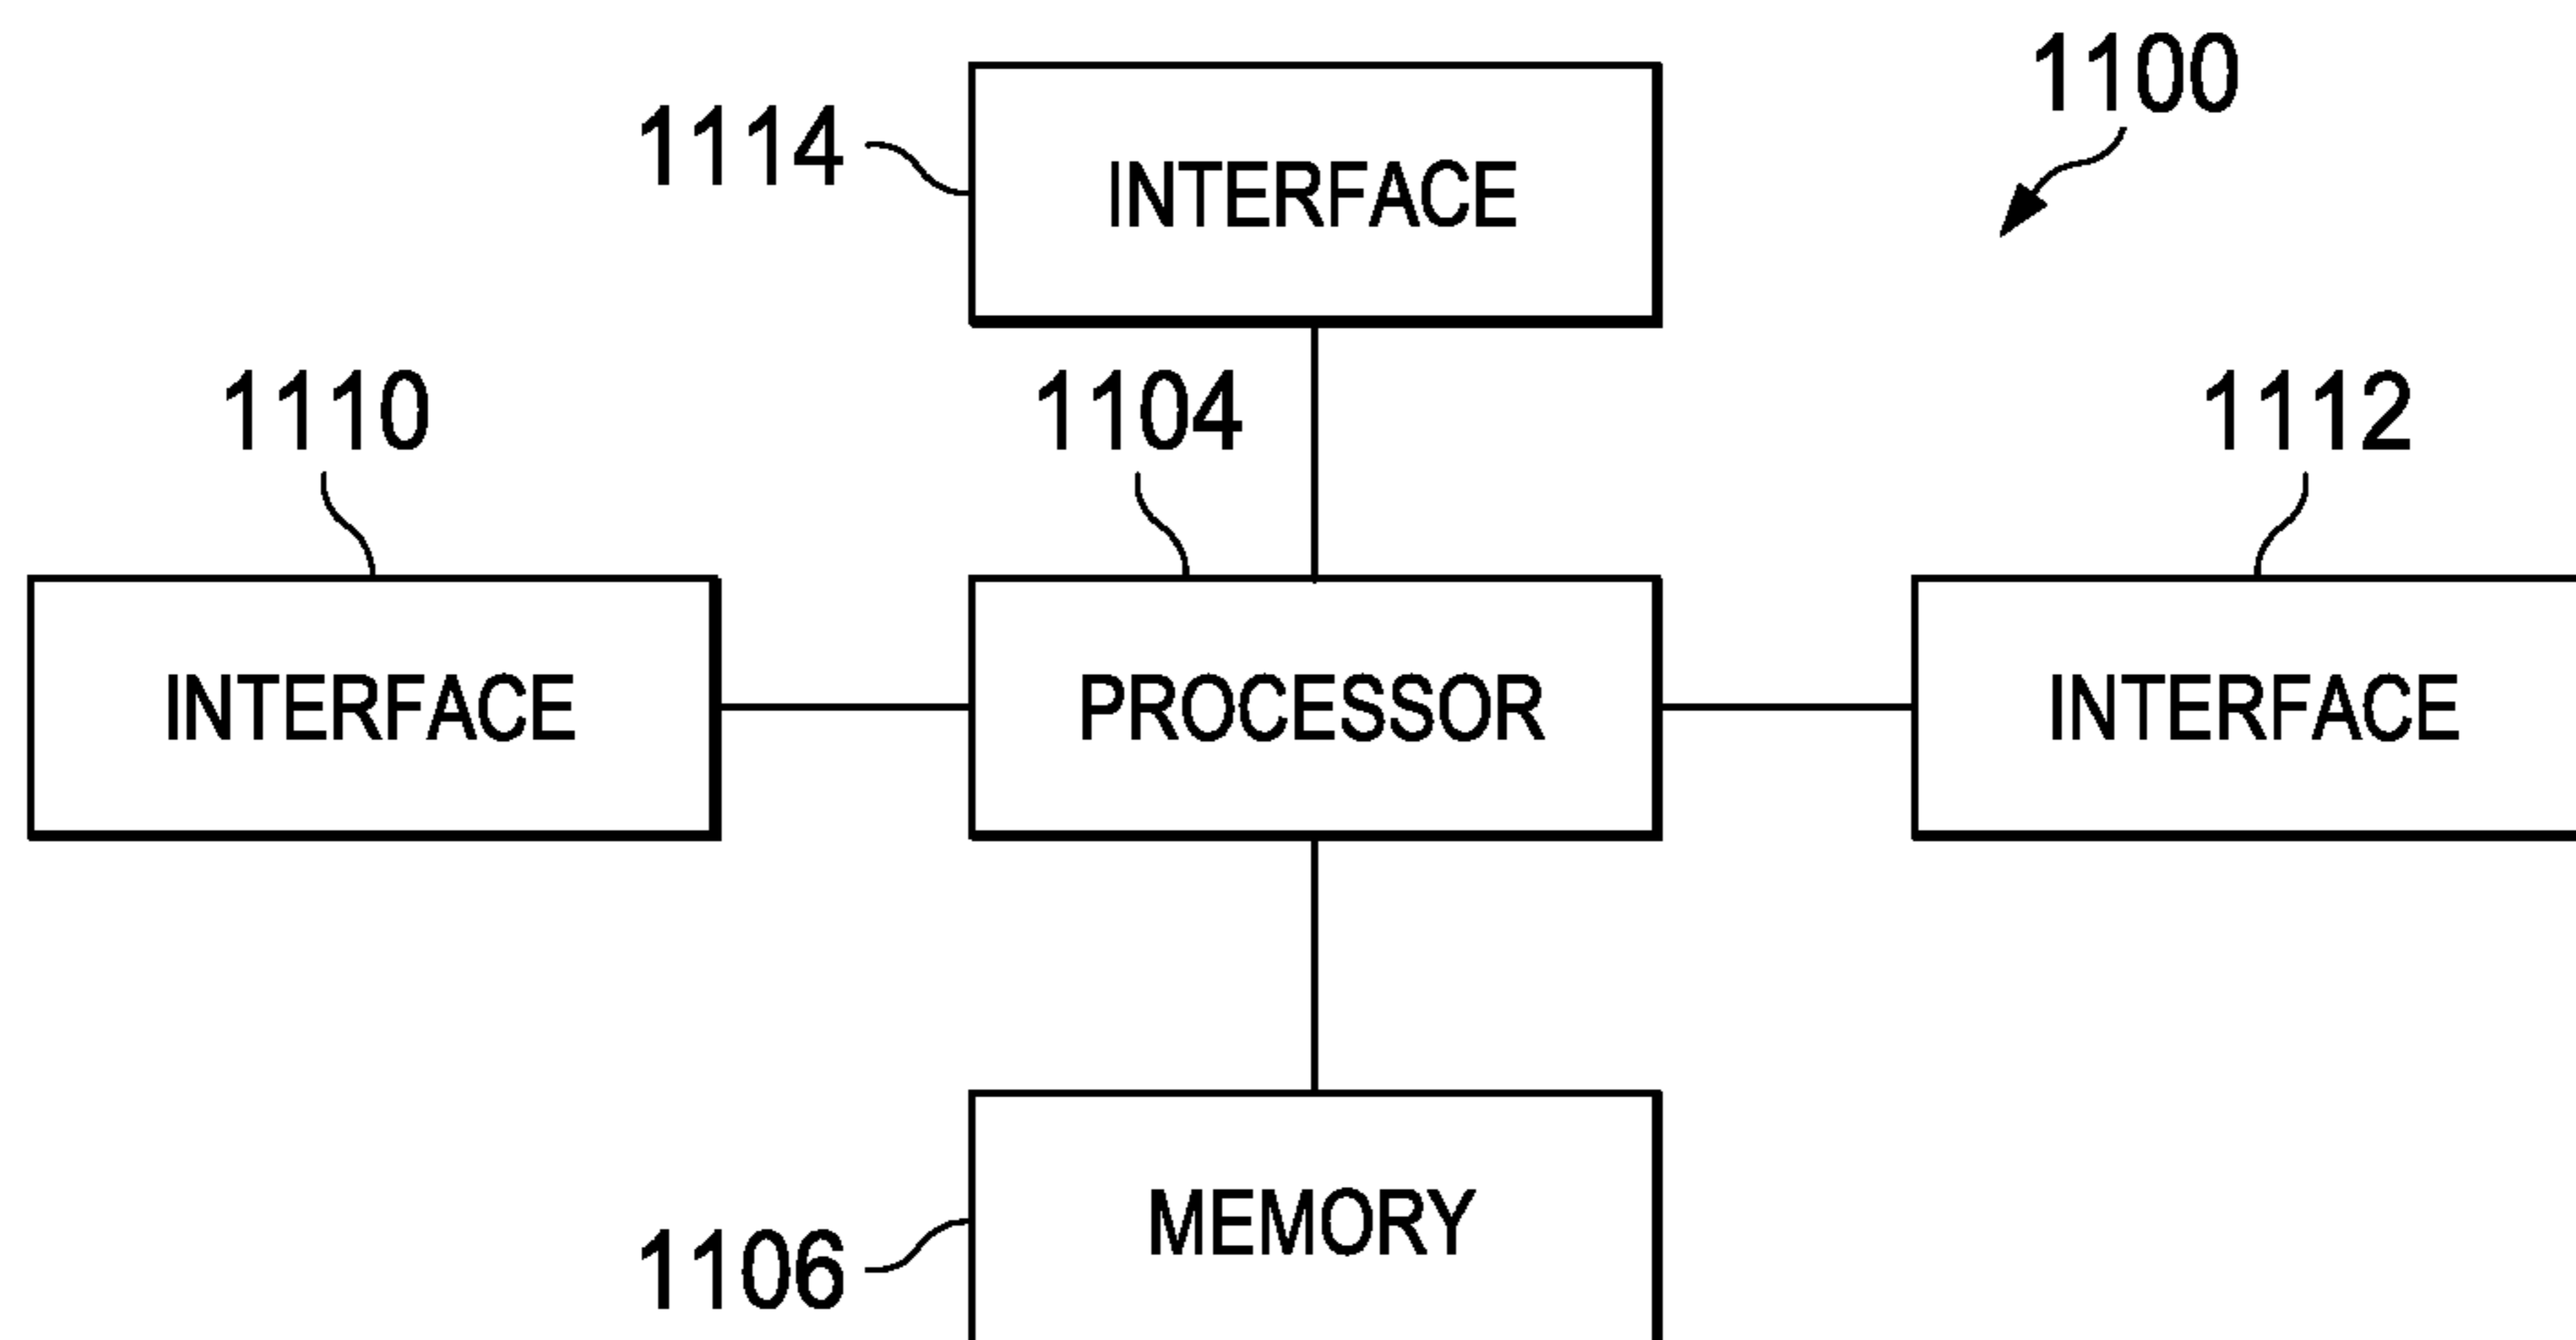 1100
1114
INTERFACE
1110
1104
1112
INTERFACE
PROCESSOR
INTERFACE
MEMORY
1106